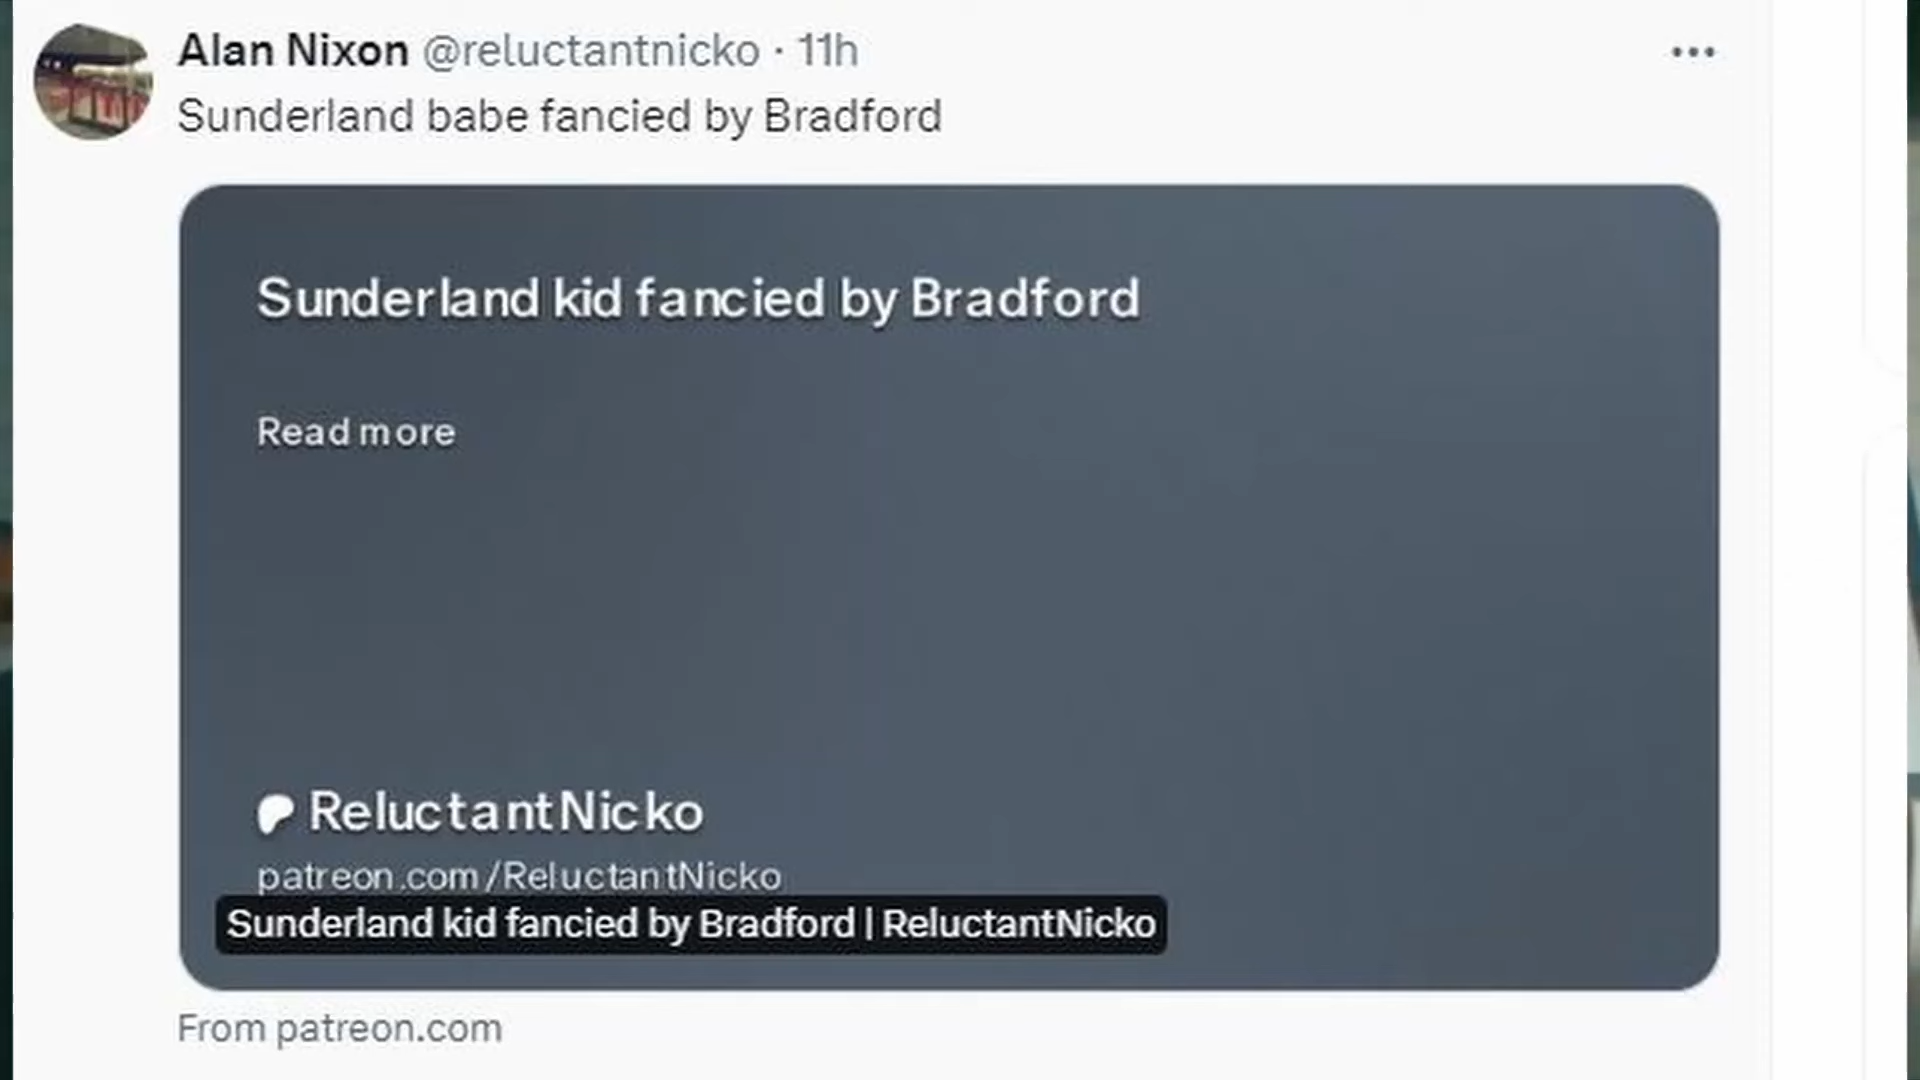 Alan Nixon @reluctantnicko · 11h
Sunderland babe fancied by Bradford
Sunderland kid fancied by Bradford
Read more
ReluctantNicko
patreon.com/ReluctantNicko
Sunderland kid fancied by Bradford | ReluctantNicko
From patreon.com